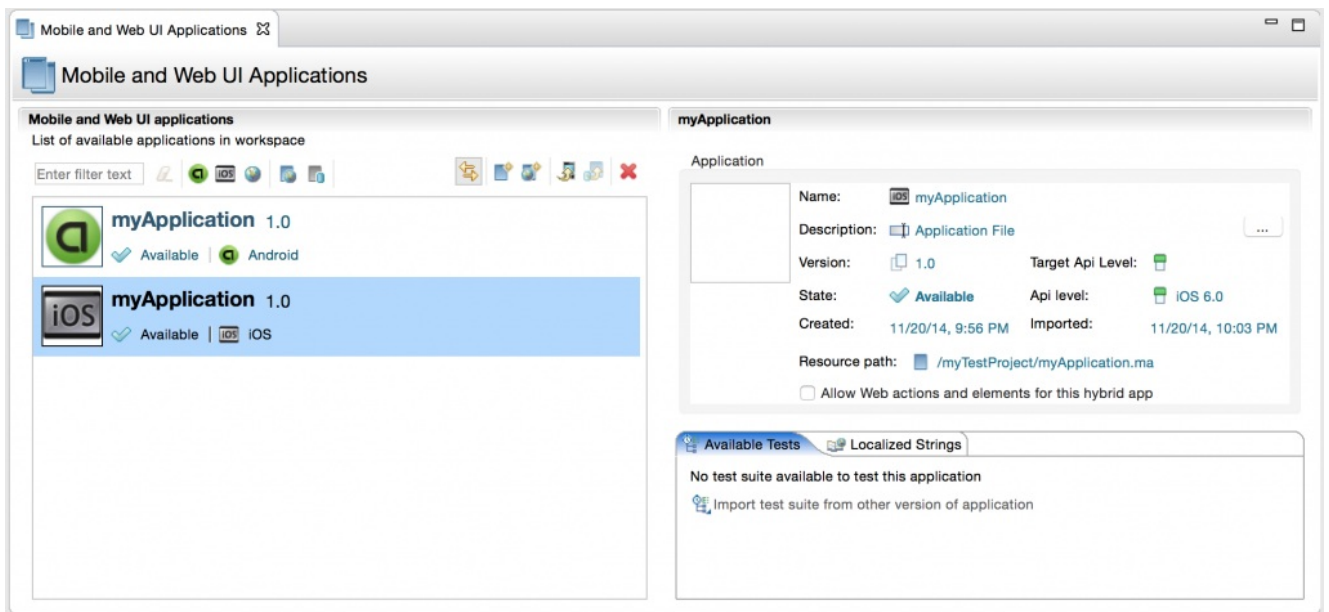 Mobile and Web UI Applications
Mobile and Web UI Applications
Mobile and Web UI applications
List of available applications in workspace
Enter filter text
iOS
myApplication 1.0
Available | Android
iOS
myApplication 1.0
Available | iOS iOS
myApplication
Application
Name: iOS myApplication
Description: Application File ...
Version: 1.0 Target Api Level:
State: Available Api level: iOS 6.0
Created: 11/20/14, 9:56 PM Imported: 11/20/14, 10:03 PM
Resource path: /myTestProject/myApplication.ma
Allow Web actions and elements for this hybrid app
Available Tests Localized Strings
No test suite available to test this application
Import test suite from other version of application